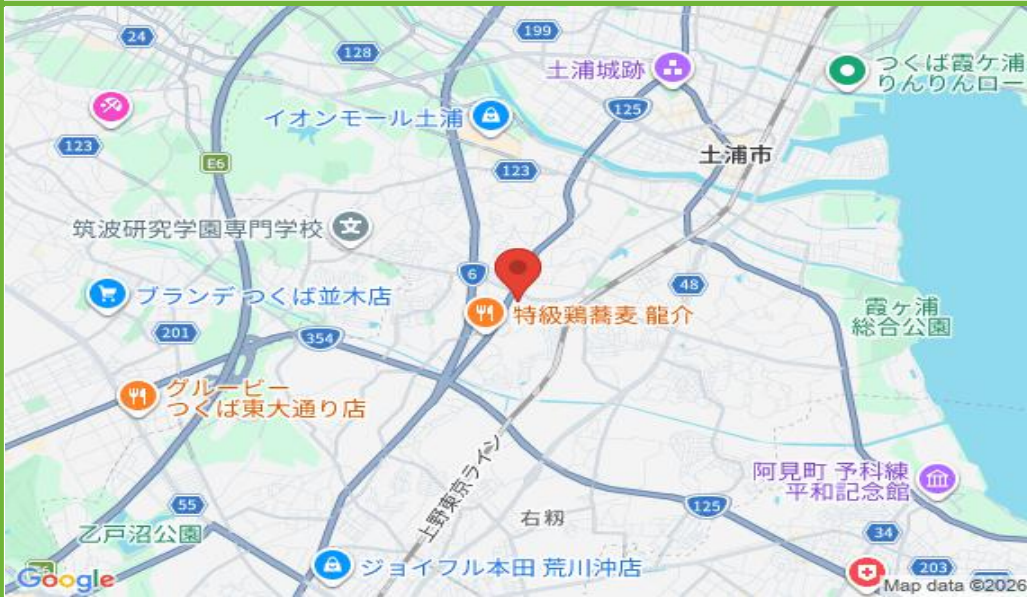 24
199
128
土浦城跡
つくば霞ケ浦
りんりんロー
イオンモール土浦
125
123
123
土浦市
E6
筑波研究学園専門学校
6
48
ブランデ つくば並木店
特級鶏蕎麦 龍介
霞ヶ浦
総合公園
201
354
グルービー
つくば東大通り店
上野東京ライン
阿見町 予科練
平和記念館
55
125
右籾
34
乙戸沼公園
ジョイフル本田 荒川沖店
203
Google
Map data ©2026